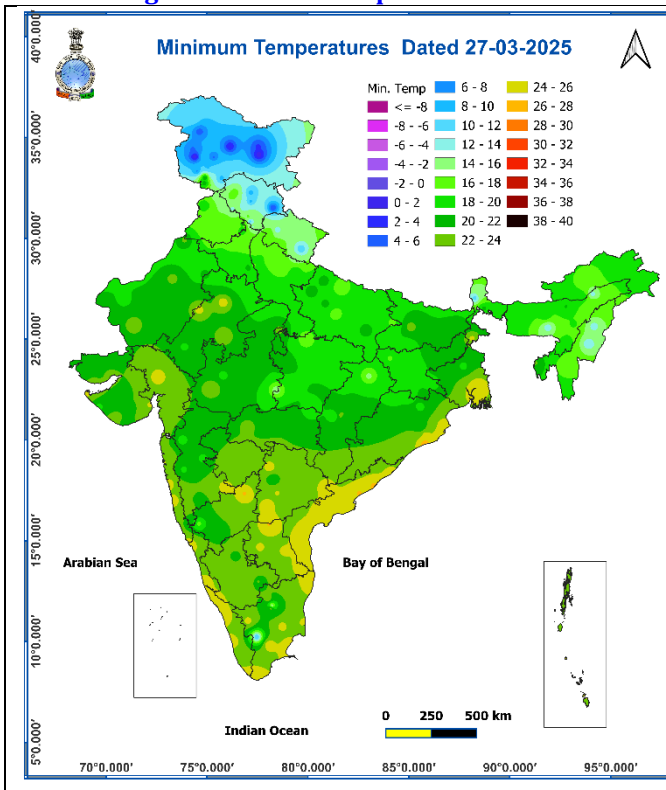 Minimum Temperatures Dated 27-03-2025
Min. Temp
<= -8
-8 - -6
-6 - -4
-4 - -2
-2 - 0
0 - 2
2 - 4
4 - 6
6 - 8
8 - 10
10 - 12
12 - 14
14 - 16
16 - 18
18 - 20
20 - 22
22 - 24
24 - 26
26 - 28
28 - 30
30 - 32
32 - 34
34 - 36
36 - 38
38 - 40
40°0.000'
35°0.000'
30°0.000'
25°0.000'
20°0.000'
15°0.000'
10°0.000'
5°0.000'
Arabian Sea
Bay of Bengal
Indian Ocean
0 250 500 km
70°0.000' 75°0.000' 80°0.000' 85°0.000' 90°0.000' 95°0.000'